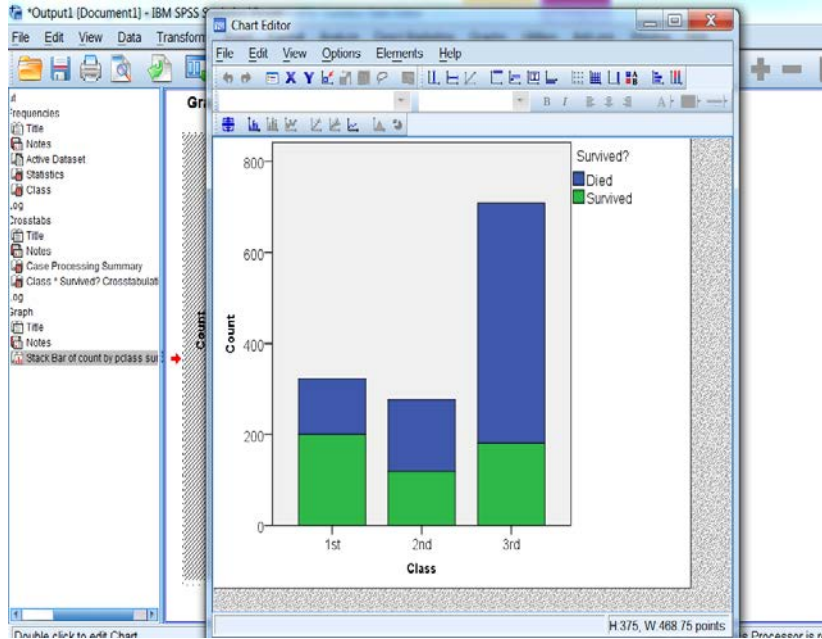 *Output1 [Document1] - IBM SPSS S
Chart Editor
File Edit View Data Transform
File Edit View Options Elements Help
B I
Gra
Frequencies
Title
Notes
Active Dataset
Statistics
Class
Log
Crosstabs
Title
Notes
Case Processing Summary
Class * Survived? Crosstabulat
Log
Graph
Title
Notes
Stack Bar of count by pclass sur
Count
Survived?
Died
Survived
800
600
400
200
0
Count
1st 2nd 3rd
Class
H:375, W:468.75 points
Double click to edit Chart
s Processor is r